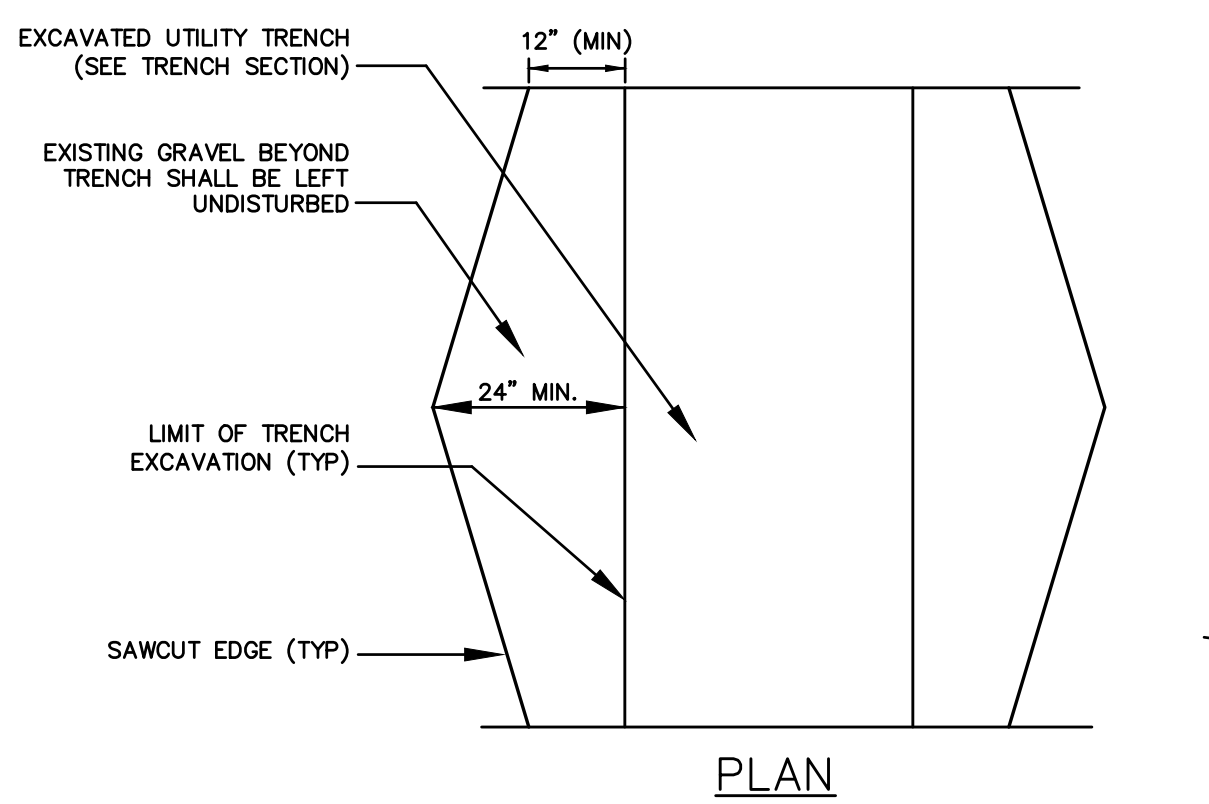 EXCAVATED UTILITY TRENCH
(SEE TRENCH SECTION)
12" (MIN)
EXISTING GRAVEL BEYOND
TRENCH SHALL BE LEFT
UNDISTURBED
24" MIN.
LIMIT OF TRENCH
EXCAVATION (TYP)
SAWCUT EDGE (TYP)
PLAN